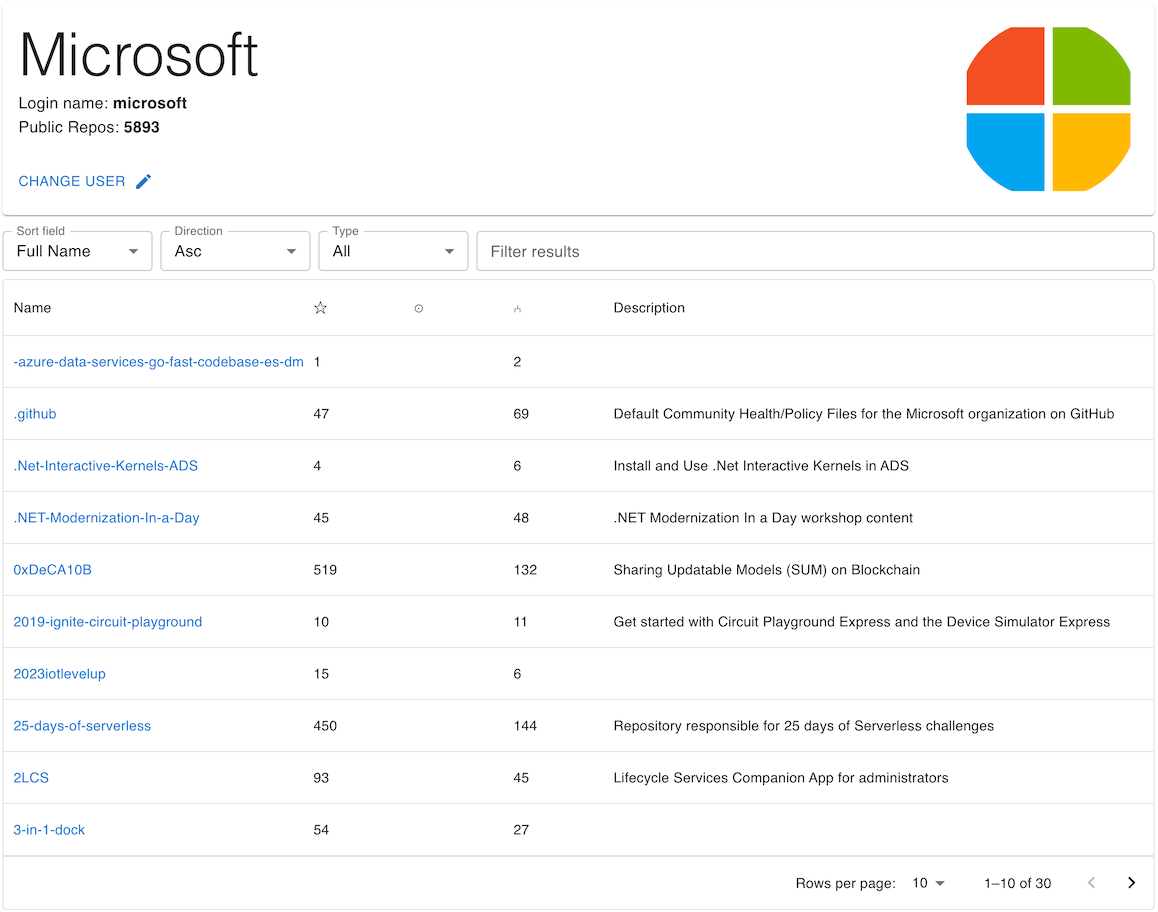 Microsoft
Login name: microsoft
Public Repos: 5893
CHANGE USER
Sort field Direction Type
Full Name Asc All Filter results
Name Description
-azure-data-services-go-fast-codebase-es-dm 1 2
.github 47 69 Default Community Health/Policy Files for the Microsoft organization on GitHub
.Net-Interactive-Kernels-ADS 4 6 Install and Use .Net Interactive Kernels in ADS
.NET-Modernization-In-a-Day 45 48 .NET Modernization In a Day workshop content
0xDeCA10B 519 132 Sharing Updatable Models (SUM) on Blockchain
2019-ignite-circuit-playground 10 11 Get started with Circuit Playground Express and the Device Simulator Express
2023iotlevelup 15 6
25-days-of-serverless 450 144 Repository responsible for 25 days of Serverless challenges
2LCS 93 45 Lifecycle Services Companion App for administrators
3-in-1-dock 54 27
Rows per page: 10 1–10 of 30